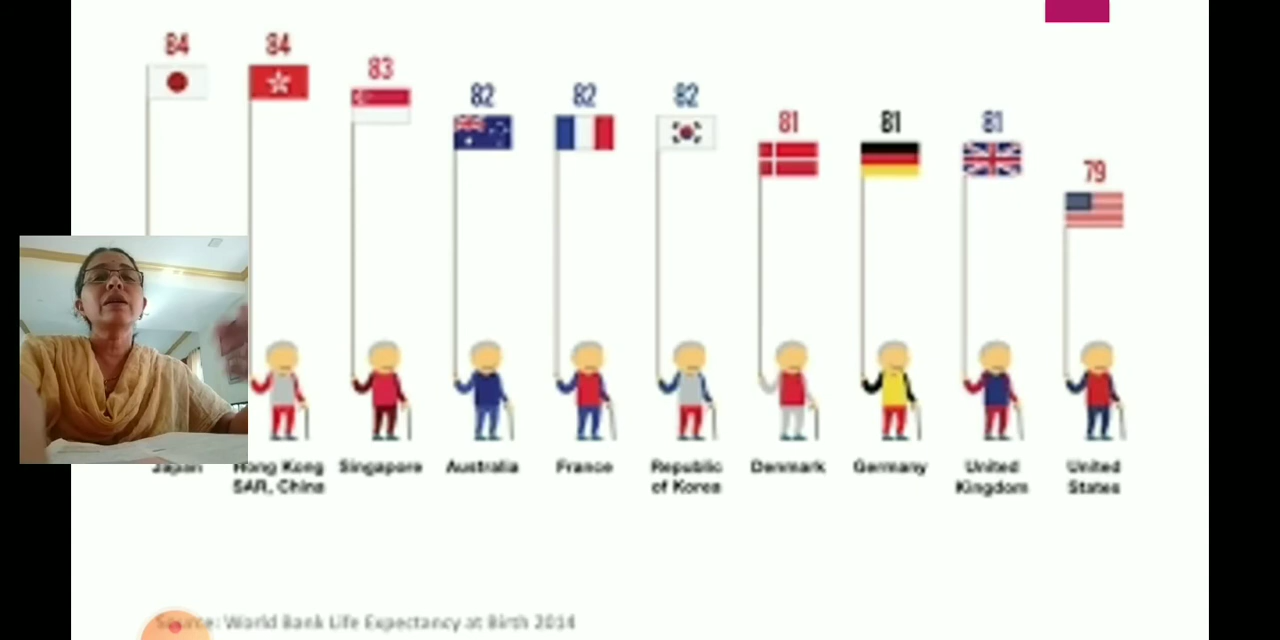 84
84
83
82
82
82
81
81
81
79
Japan
Hong Kong
SAR, China
Singapore
Australia
France
Republic
of Korea
Denmark
Germany
United
Kingdom
United
States
Source: World Bank Life Expectancy at Birth 2014